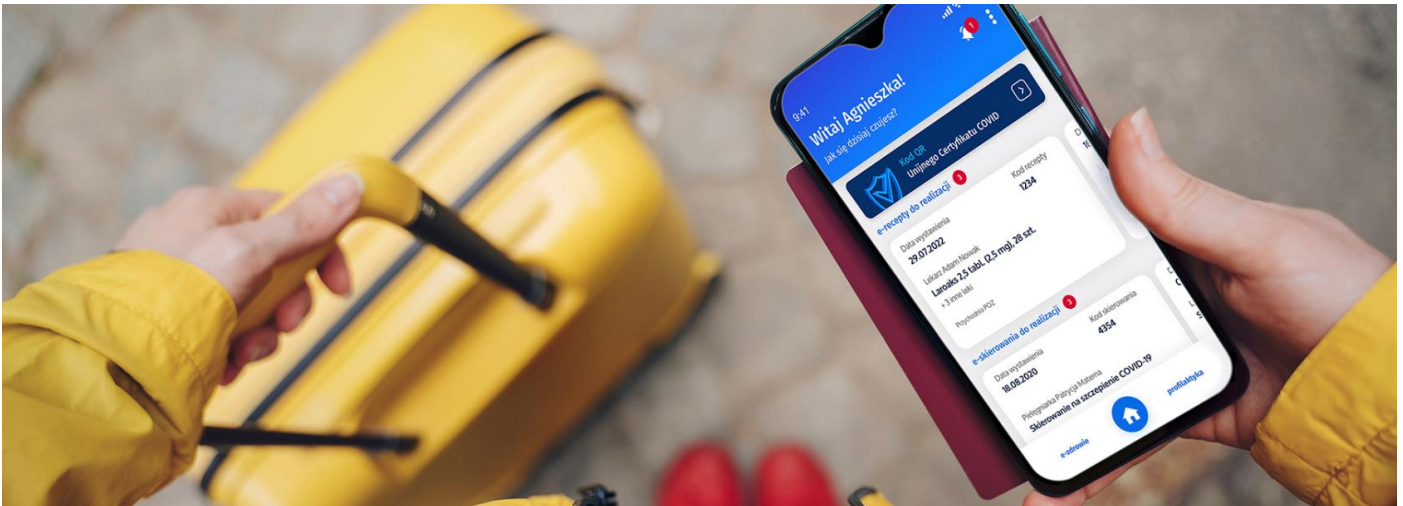 9:41
1
Witaj Agnieszka!
Jak się dzisiaj czujesz?
Kod QR
Unijnego Certyfikatu COVID
e-recepty do realizacji 3
Data wystawienia
Kod recepty
29.07.2022
1234
Lekarz Adam Nowak
Laroaks 2,5 tabl. (2,5 mg), 28 szt.
+ 3 inne leki
Przychodnia POZ
e-skierowania do realizacji 3
Data wystawienia
Kod skierowania
18.08.2020
4354
Pielęgniarka Patrycja Materna
Skierowanie na szczepienie COVID-19
e-zdrowie
profilaktyka